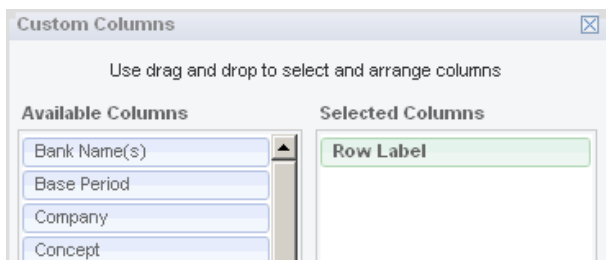 Custom Columns
Use drag and drop to select and arrange columns
Available Columns
Bank Name(s)
Base Period
Company
Concept
Selected Columns
Row Label